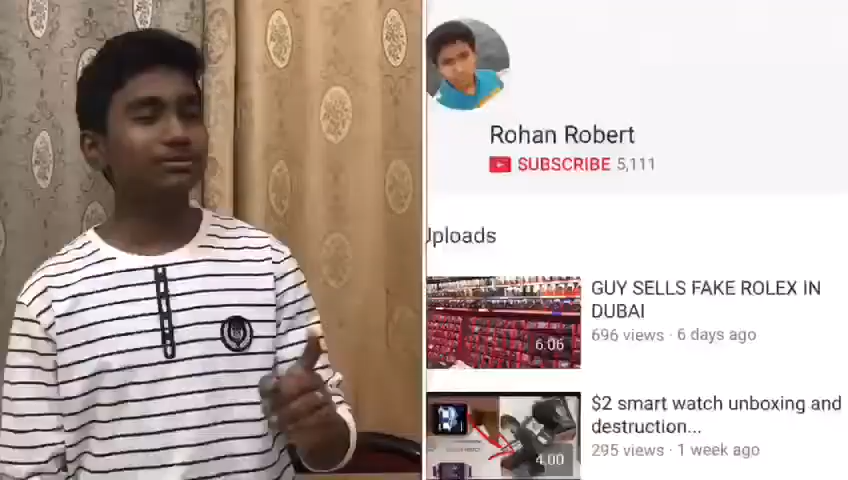 Rohan Robert
SUBSCRIBE 5,111
Uploads
GUY SELLS FAKE ROLEX IN
DUBAI
696 views · 6 days ago
6:06
$2 smart watch unboxing and
destruction...
295 views · 1 week ago
4:00